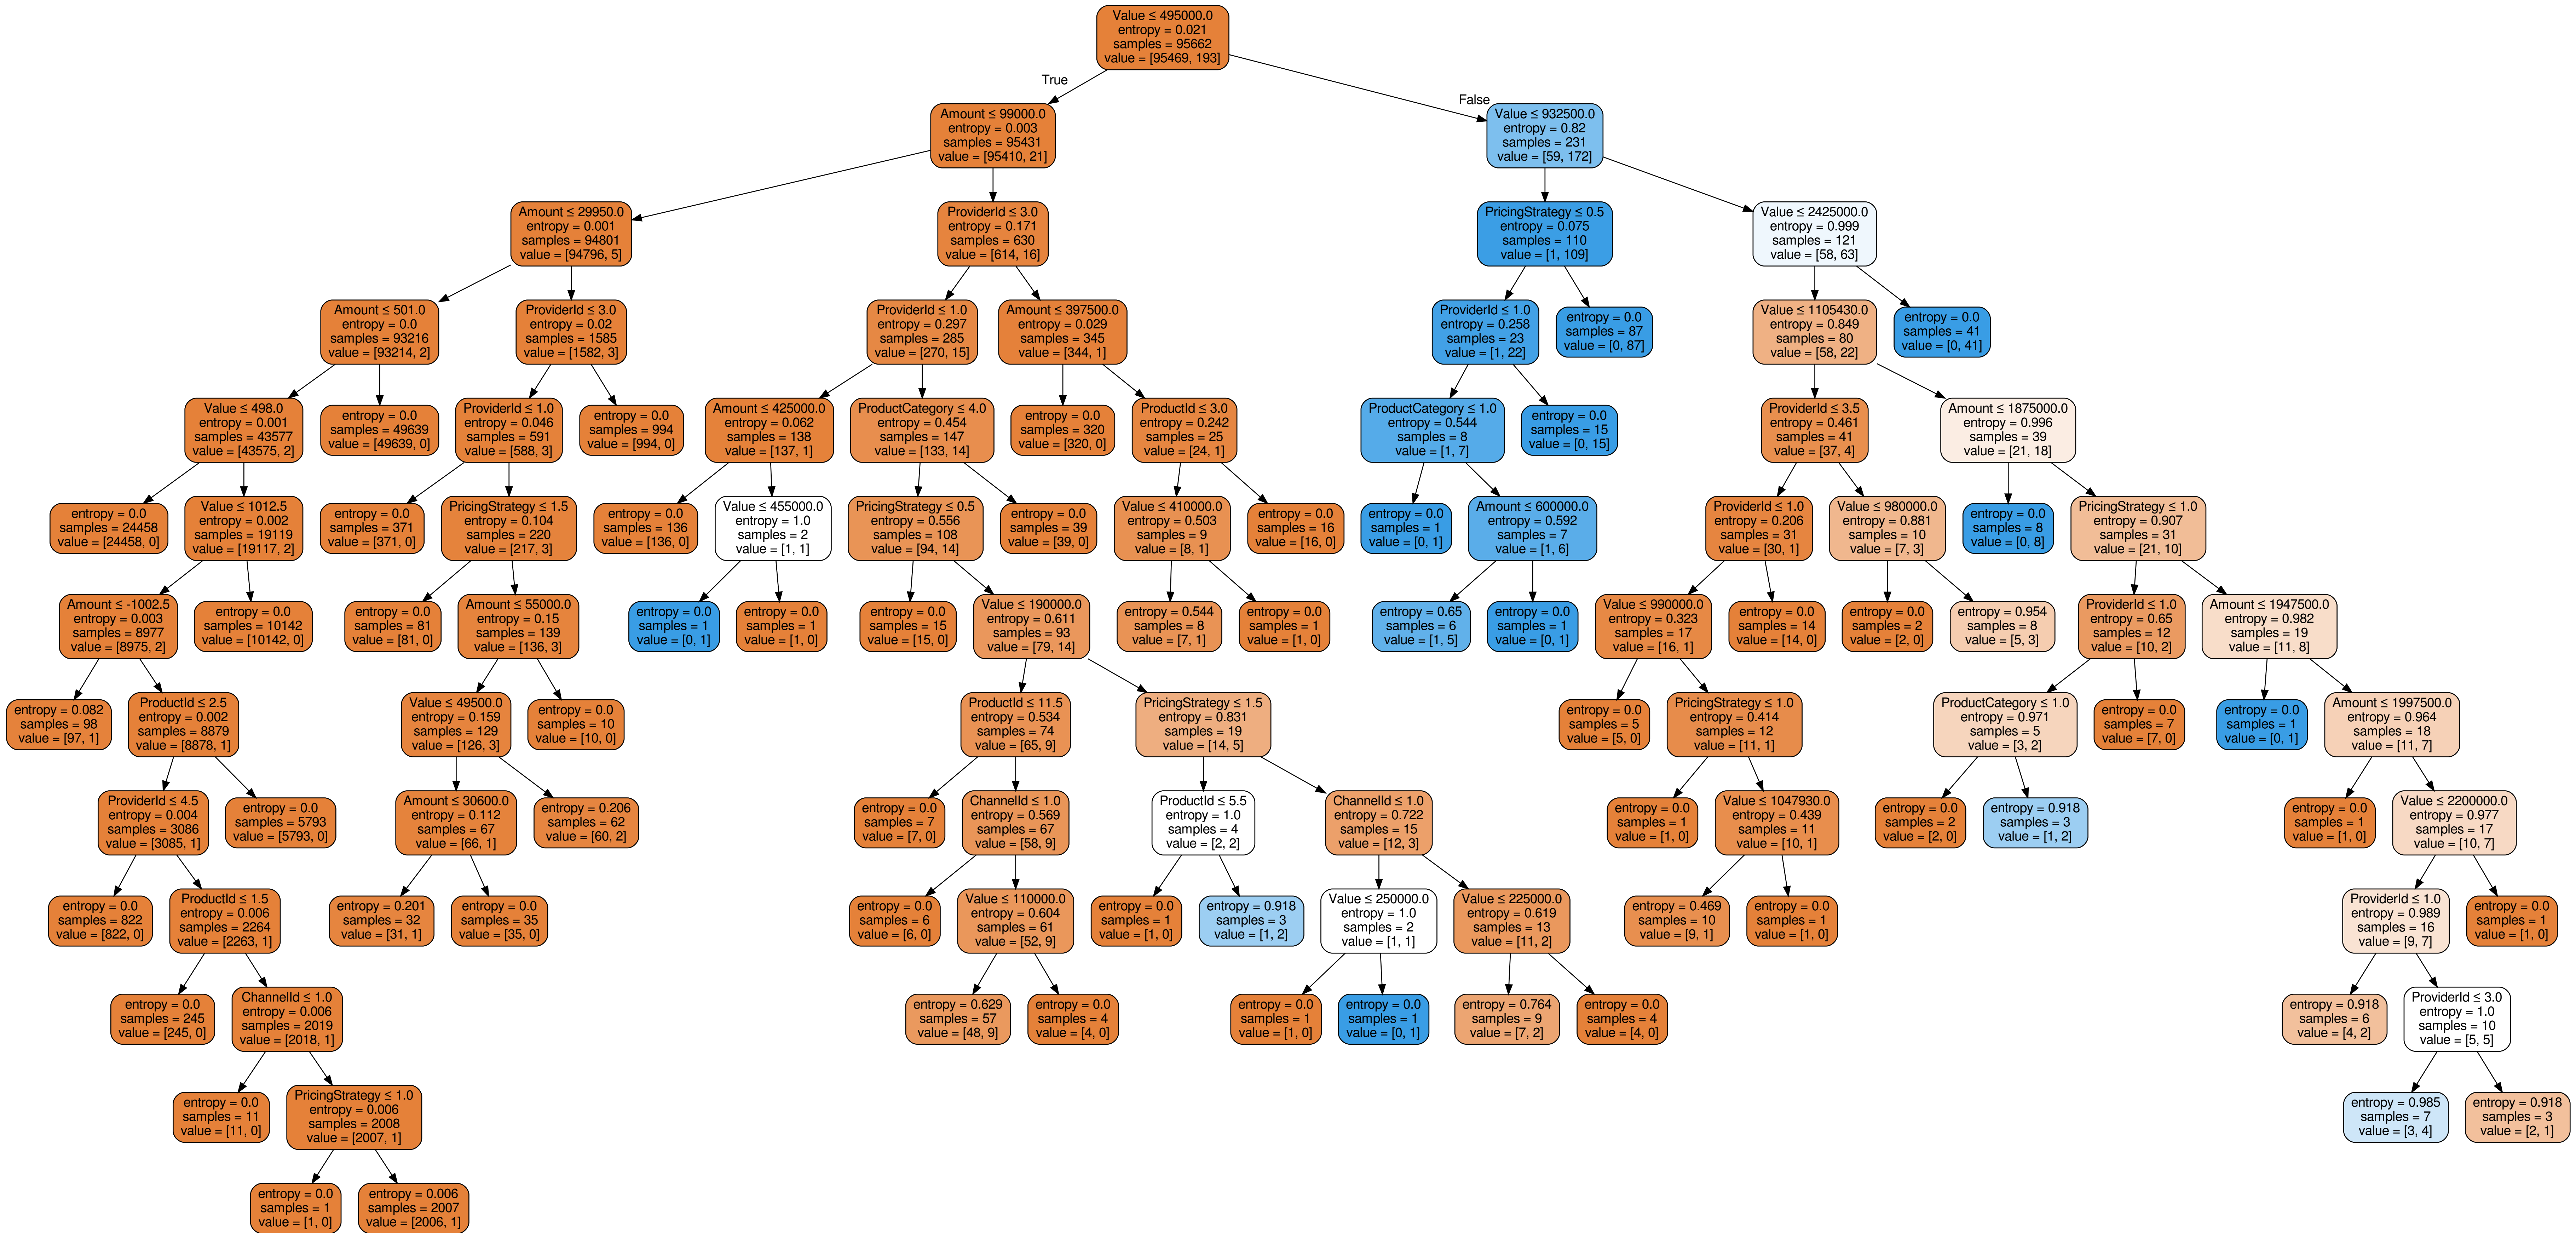 Value ≤ 495000.0
entropy = 0.021
samples = 95662
value = [95469, 193]
True
False
Amount ≤ 99000.0
entropy = 0.003
samples = 95431
value = [95410, 21]
Value ≤ 932500.0
entropy = 0.82
samples = 231
value = [59, 172]
Amount ≤ 29950.0
entropy = 0.001
samples = 94801
value = [94796, 5]
ProviderId ≤ 3.0
entropy = 0.171
samples = 630
value = [614, 16]
PricingStrategy ≤ 0.5
entropy = 0.075
samples = 110
value = [1, 109]
Value ≤ 2425000.0
entropy = 0.999
samples = 121
value = [58, 63]
Amount ≤ 501.0
entropy = 0.0
samples = 93216
value = [93214, 2]
ProviderId ≤ 3.0
entropy = 0.02
samples = 1585
value = [1582, 3]
ProviderId ≤ 1.0
entropy = 0.297
samples = 285
value = [270, 15]
Amount ≤ 397500.0
entropy = 0.029
samples = 345
value = [344, 1]
ProviderId ≤ 1.0
entropy = 0.258
samples = 23
value = [1, 22]
entropy = 0.0
samples = 87
value = [0, 87]
Value ≤ 1105430.0
entropy = 0.849
samples = 80
value = [58, 22]
entropy = 0.0
samples = 41
value = [0, 41]
Value ≤ 498.0
entropy = 0.001
samples = 43577
value = [43575, 2]
entropy = 0.0
samples = 49639
value = [49639, 0]
ProviderId ≤ 1.0
entropy = 0.046
samples = 591
value = [588, 3]
entropy = 0.0
samples = 994
value = [994, 0]
Amount ≤ 425000.0
entropy = 0.062
samples = 138
value = [137, 1]
ProductCategory ≤ 4.0
entropy = 0.454
samples = 147
value = [133, 14]
entropy = 0.0
samples = 320
value = [320, 0]
ProductId ≤ 3.0
entropy = 0.242
samples = 25
value = [24, 1]
ProductCategory ≤ 1.0
entropy = 0.544
samples = 8
value = [1, 7]
entropy = 0.0
samples = 15
value = [0, 15]
ProviderId ≤ 3.5
entropy = 0.461
samples = 41
value = [37, 4]
Amount ≤ 1875000.0
entropy = 0.996
samples = 39
value = [21, 18]
entropy = 0.0
samples = 24458
value = [24458, 0]
Value ≤ 1012.5
entropy = 0.002
samples = 19119
value = [19117, 2]
entropy = 0.0
samples = 371
value = [371, 0]
PricingStrategy ≤ 1.5
entropy = 0.104
samples = 220
value = [217, 3]
entropy = 0.0
samples = 136
value = [136, 0]
Value ≤ 455000.0
entropy = 1.0
samples = 2
value = [1, 1]
PricingStrategy ≤ 0.5
entropy = 0.556
samples = 108
value = [94, 14]
entropy = 0.0
samples = 39
value = [39, 0]
Value ≤ 410000.0
entropy = 0.503
samples = 9
value = [8, 1]
entropy = 0.0
samples = 16
value = [16, 0]
entropy = 0.0
samples = 1
value = [0, 1]
Amount ≤ 600000.0
entropy = 0.592
samples = 7
value = [1, 6]
ProviderId ≤ 1.0
entropy = 0.206
samples = 31
value = [30, 1]
Value ≤ 980000.0
entropy = 0.881
samples = 10
value = [7, 3]
entropy = 0.0
samples = 8
value = [0, 8]
PricingStrategy ≤ 1.0
entropy = 0.907
samples = 31
value = [21, 10]
Amount ≤ -1002.5
entropy = 0.003
samples = 8977
value = [8975, 2]
entropy = 0.0
samples = 10142
value = [10142, 0]
entropy = 0.0
samples = 81
value = [81, 0]
Amount ≤ 55000.0
entropy = 0.15
samples = 139
value = [136, 3]
entropy = 0.0
samples = 1
value = [0, 1]
entropy = 0.0
samples = 1
value = [1, 0]
entropy = 0.0
samples = 15
value = [15, 0]
Value ≤ 190000.0
entropy = 0.611
samples = 93
value = [79, 14]
entropy = 0.544
samples = 8
value = [7, 1]
entropy = 0.0
samples = 1
value = [1, 0]
entropy = 0.65
samples = 6
value = [1, 5]
entropy = 0.0
samples = 1
value = [0, 1]
Value ≤ 990000.0
entropy = 0.323
samples = 17
value = [16, 1]
entropy = 0.0
samples = 14
value = [14, 0]
entropy = 0.0
samples = 2
value = [2, 0]
entropy = 0.954
samples = 8
value = [5, 3]
ProviderId ≤ 1.0
entropy = 0.65
samples = 12
value = [10, 2]
Amount ≤ 1947500.0
entropy = 0.982
samples = 19
value = [11, 8]
entropy = 0.082
samples = 98
value = [97, 1]
ProductId ≤ 2.5
entropy = 0.002
samples = 8879
value = [8878, 1]
Value ≤ 49500.0
entropy = 0.159
samples = 129
value = [126, 3]
entropy = 0.0
samples = 10
value = [10, 0]
ProductId ≤ 11.5
entropy = 0.534
samples = 74
value = [65, 9]
PricingStrategy ≤ 1.5
entropy = 0.831
samples = 19
value = [14, 5]
entropy = 0.0
samples = 5
value = [5, 0]
PricingStrategy ≤ 1.0
entropy = 0.414
samples = 12
value = [11, 1]
ProductCategory ≤ 1.0
entropy = 0.971
samples = 5
value = [3, 2]
entropy = 0.0
samples = 7
value = [7, 0]
entropy = 0.0
samples = 1
value = [0, 1]
Amount ≤ 1997500.0
entropy = 0.964
samples = 18
value = [11, 7]
ProviderId ≤ 4.5
entropy = 0.004
samples = 3086
value = [3085, 1]
entropy = 0.0
samples = 5793
value = [5793, 0]
Amount ≤ 30600.0
entropy = 0.112
samples = 67
value = [66, 1]
entropy = 0.206
samples = 62
value = [60, 2]
entropy = 0.0
samples = 7
value = [7, 0]
ChannelId ≤ 1.0
entropy = 0.569
samples = 67
value = [58, 9]
ProductId ≤ 5.5
entropy = 1.0
samples = 4
value = [2, 2]
ChannelId ≤ 1.0
entropy = 0.722
samples = 15
value = [12, 3]
entropy = 0.0
samples = 1
value = [1, 0]
Value ≤ 1047930.0
entropy = 0.439
samples = 11
value = [10, 1]
entropy = 0.0
samples = 2
value = [2, 0]
entropy = 0.918
samples = 3
value = [1, 2]
entropy = 0.0
samples = 1
value = [1, 0]
Value ≤ 2200000.0
entropy = 0.977
samples = 17
value = [10, 7]
entropy = 0.0
samples = 822
value = [822, 0]
ProductId ≤ 1.5
entropy = 0.006
samples = 2264
value = [2263, 1]
entropy = 0.201
samples = 32
value = [31, 1]
entropy = 0.0
samples = 35
value = [35, 0]
entropy = 0.0
samples = 6
value = [6, 0]
Value ≤ 110000.0
entropy = 0.604
samples = 61
value = [52, 9]
entropy = 0.0
samples = 1
value = [1, 0]
entropy = 0.918
samples = 3
value = [1, 2]
Value ≤ 250000.0
entropy = 1.0
samples = 2
value = [1, 1]
Value ≤ 225000.0
entropy = 0.619
samples = 13
value = [11, 2]
entropy = 0.469
samples = 10
value = [9, 1]
entropy = 0.0
samples = 1
value = [1, 0]
ProviderId ≤ 1.0
entropy = 0.989
samples = 16
value = [9, 7]
entropy = 0.0
samples = 1
value = [1, 0]
entropy = 0.0
samples = 245
value = [245, 0]
ChannelId ≤ 1.0
entropy = 0.006
samples = 2019
value = [2018, 1]
entropy = 0.629
samples = 57
value = [48, 9]
entropy = 0.0
samples = 4
value = [4, 0]
entropy = 0.0
samples = 1
value = [1, 0]
entropy = 0.0
samples = 1
value = [0, 1]
entropy = 0.764
samples = 9
value = [7, 2]
entropy = 0.0
samples = 4
value = [4, 0]
entropy = 0.918
samples = 6
value = [4, 2]
ProviderId ≤ 3.0
entropy = 1.0
samples = 10
value = [5, 5]
entropy = 0.0
samples = 11
value = [11, 0]
PricingStrategy ≤ 1.0
entropy = 0.006
samples = 2008
value = [2007, 1]
entropy = 0.985
samples = 7
value = [3, 4]
entropy = 0.918
samples = 3
value = [2, 1]
entropy = 0.0
samples = 1
value = [1, 0]
entropy = 0.006
samples = 2007
value = [2006, 1]